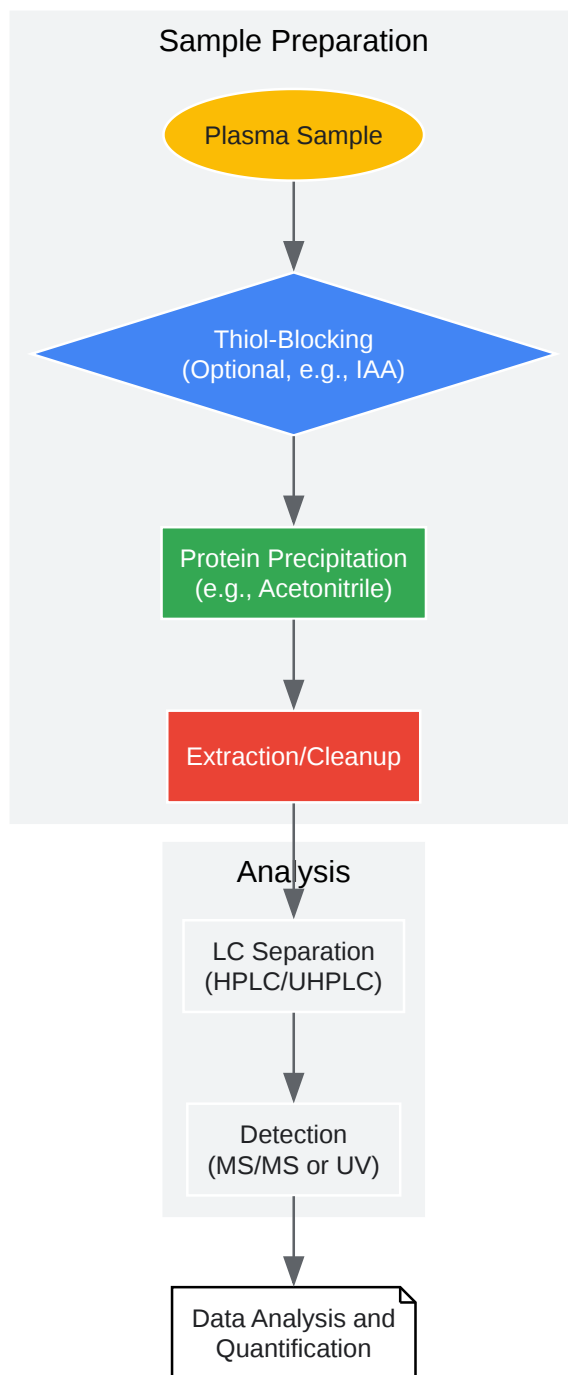 Sample Preparation
Plasma Sample
Thiol-Blocking
(Optional, e.g., IAA)
Protein Precipitation
(e.g., Acetonitrile)
Extraction/Cleanup
Analysis
LC Separation
(HPLC/UHPLC)
Detection
(MS/MS or UV)
Data Analysis and
Quantification